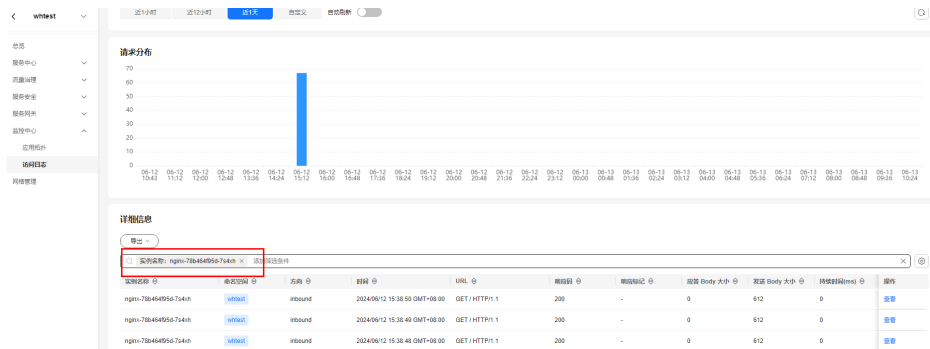 whtest
近1小时 近12小时 近1天 自定义 自动刷新
总览
服务中心
流量治理
服务安全
服务网关
监控中心
应用拓扑
访问日志
网格管理
请求分布
70
60
50
40
30
20
10
0
06-12 10:43 06-12 11:12 06-12 12:00 06-12 12:48 06-12 13:36 06-12 14:24 06-12 15:12 06-12 16:00 06-12 16:48 06-12 17:36 06-12 18:24 06-12 19:12 06-12 20:00 06-12 20:48 06-12 21:36 06-12 22:24 06-12 23:12 06-13 00:00 06-13 00:48 06-13 01:36 06-13 02:24 06-13 03:12 06-13 04:00 06-13 04:48 06-13 05:36 06-13 06:24 06-13 07:12 06-13 08:00 06-13 08:48 06-13 09:36 06-13 10:24
详细信息
导出
实例名称: nginx-78b464f95d-7s4xh × 添加筛选条件
实例名称 命名空间 方向 时间 URL 响应码 响应标记 应答 Body 大小 发送 Body 大小 持续时间(ms) 操作
nginx-78b464f95d-7s4xh whtest inbound 2024/06/12 15:38:50 GMT+08:00 GET / HTTP/1.1 200 - 0 612 0 查看
nginx-78b464f95d-7s4xh whtest inbound 2024/06/12 15:38:49 GMT+08:00 GET / HTTP/1.1 200 - 0 612 0 查看
nginx-78b464f95d-7s4xh whtest inbound 2024/06/12 15:38:48 GMT+08:00 GET / HTTP/1.1 200 - 0 612 0 查看